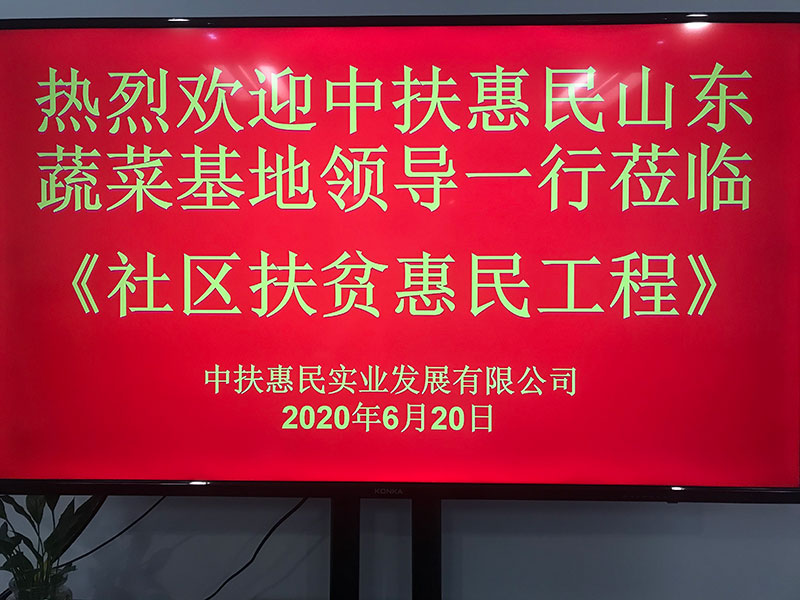 热烈欢迎中扶惠民山东
蔬菜基地领导一行莅临
《社区扶贫惠民工程》
中扶惠民实业发展有限公司
2020年6月20日
KONKA